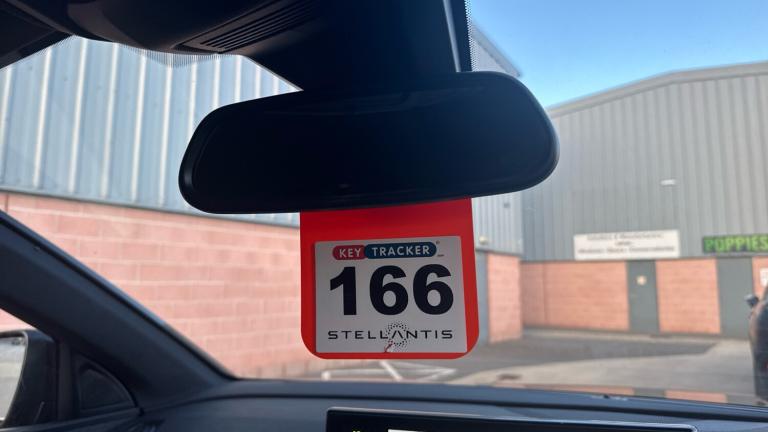 KEY TRACKER
166
STELLANTIS
POPPIES